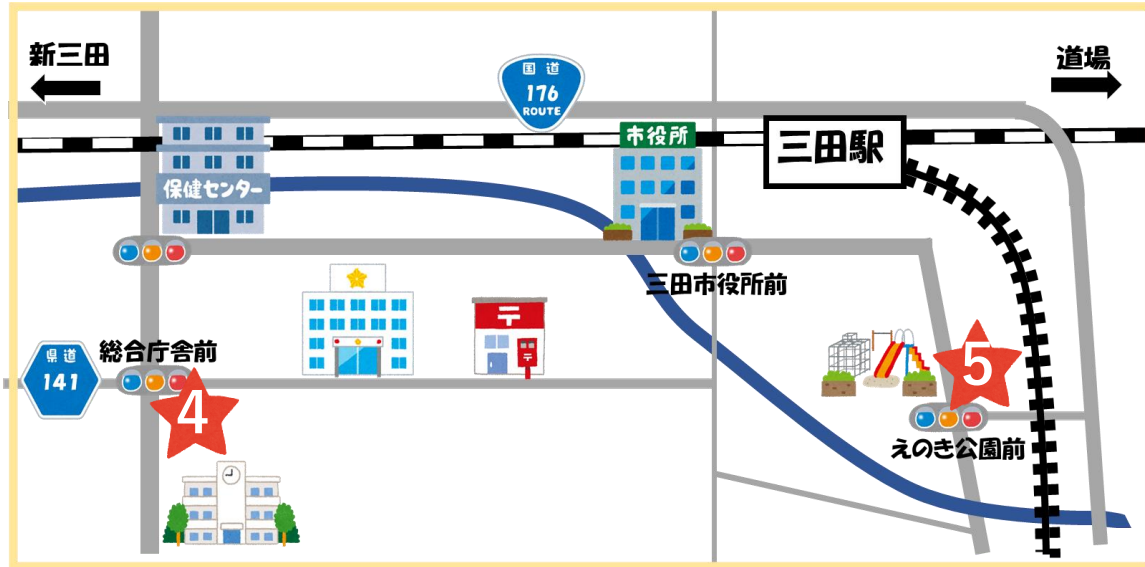 新三田
国道
176
ROUTE
道場
市役所
三田駅
保健センター
三田市役所前
〒
〒
県道
141
総合庁舎前
4
5
えのき公園前